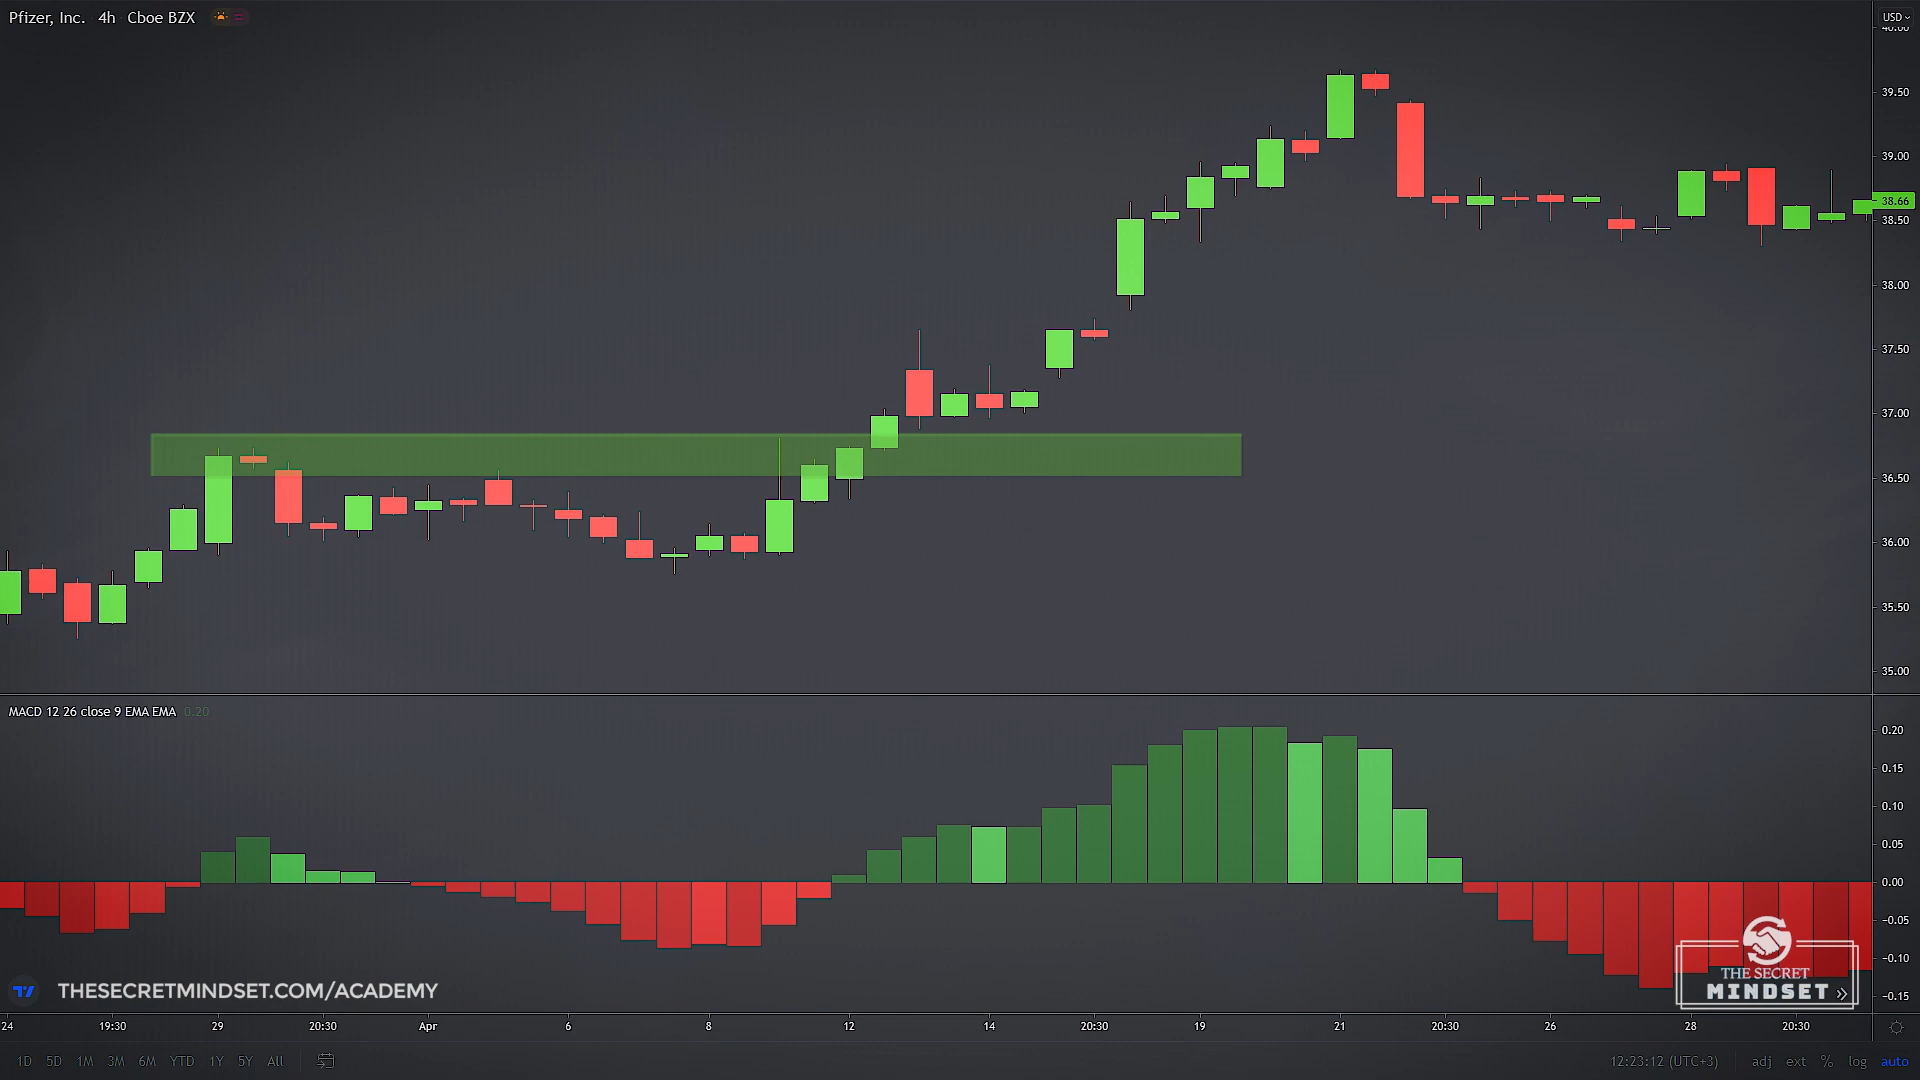 Pfizer, Inc. 4h Cboe BZX
USD
40.00
39.50
39.00
38.66
38.50
38.00
37.50
37.00
36.50
36.00
35.50
35.00
MACD 12 26 close 9 EMA EMA 0.20
0.20
0.15
0.10
0.05
0.00
−0.05
−0.10
−0.15
THESECRETMINDSET.COM/ACADEMY
THE SECRET
MINDSET
24 19:30 29 20:30 Apr 6 8 12 14 20:30 19 21 20:30 26 28 20:30
1D 5D 1M 3M 6M YTD 1Y 5Y All 12:23:12 (UTC+3) adj ext % log auto